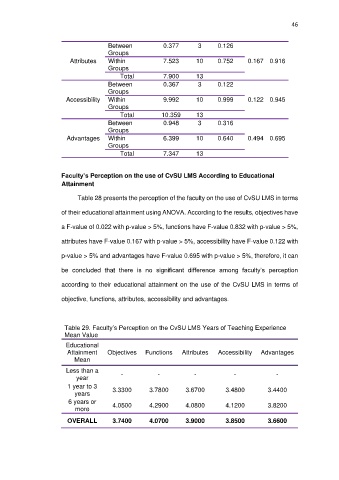 46
Between Groups 0.377 3 0.126
Attributes Within Groups 7.523 10 0.752 0.167 0.916
Total 7.900 13
Between Groups 0.367 3 0.122
Accessibility Within Groups 9.992 10 0.999 0.122 0.945
Total 10.359 13
Between Groups 0.948 3 0.316
Advantages Within Groups 6.399 10 0.640 0.494 0.695
Total 7.347 13
Faculty's Perception on the use of CvSU LMS According to Educational
Attainment
Table 28 presents the perception of the faculty on the use of CvSU LMS in terms
of their educational attainment using ANOVA. According to the results, objectives have
a F-value of 0.022 with p-value > 5%, functions have F-value 0.832 with p-value > 5%,
attributes have F-value 0.167 with p-value > 5%, accessibility have F-value 0.122 with
p-value > 5% and advantages have F-value 0.695 with p-value > 5%, therefore, it can
be concluded that there is no significant difference among faculty's perception
according to their educational attainment on the use of the CvSU LMS in terms of
objective, functions, attributes, accessibility and advantages.
Table 29. Faculty's Perception on the CvSU LMS Years of Teaching Experience
Mean Value
Educational Attainment Mean Objectives Functions Attributes Accessibility Advantages
Less than a year - - - - -
1 year to 3 years 3.3300 3.7800 3.6700 3.4800 3.4400
6 years or more 4.0500 4.2900 4.0800 4.1200 3.8200
OVERALL 3.7400 4.0700 3.9000 3.8500 3.6600